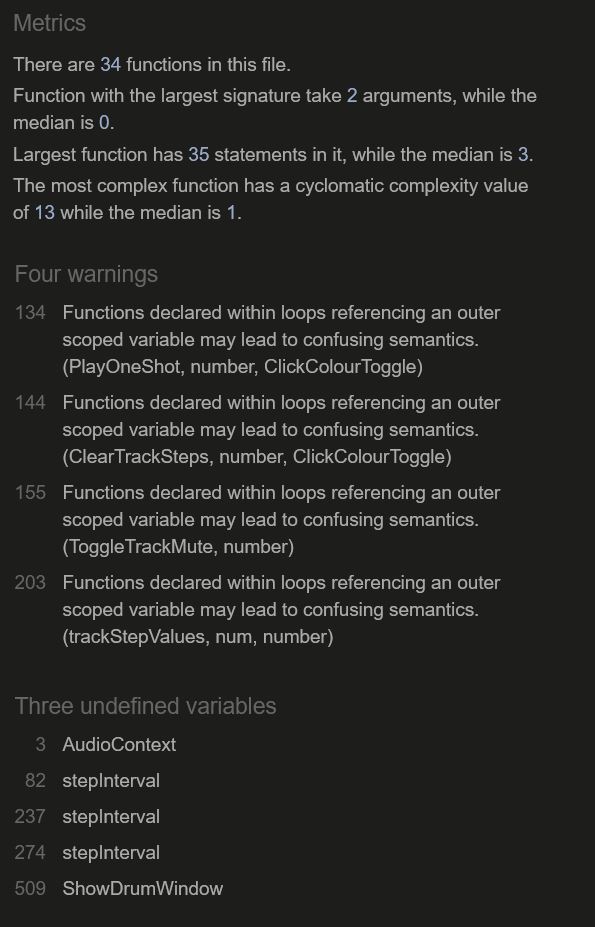 Metrics
There are 34 functions in this file.
Function with the largest signature take 2 arguments, while the
median is 0.
Largest function has 35 statements in it, while the median is 3.
The most complex function has a cyclomatic complexity value
of 13 while the median is 1.
Four warnings
134 Functions declared within loops referencing an outer
scoped variable may lead to confusing semantics.
(PlayOneShot, number, ClickColourToggle)
144 Functions declared within loops referencing an outer
scoped variable may lead to confusing semantics.
(ClearTrackSteps, number, ClickColourToggle)
155 Functions declared within loops referencing an outer
scoped variable may lead to confusing semantics.
(ToggleTrackMute, number)
203 Functions declared within loops referencing an outer
scoped variable may lead to confusing semantics.
(trackStepValues, num, number)
Three undefined variables
3 AudioContext
82 stepInterval
237 stepInterval
274 stepInterval
509 ShowDrumWindow